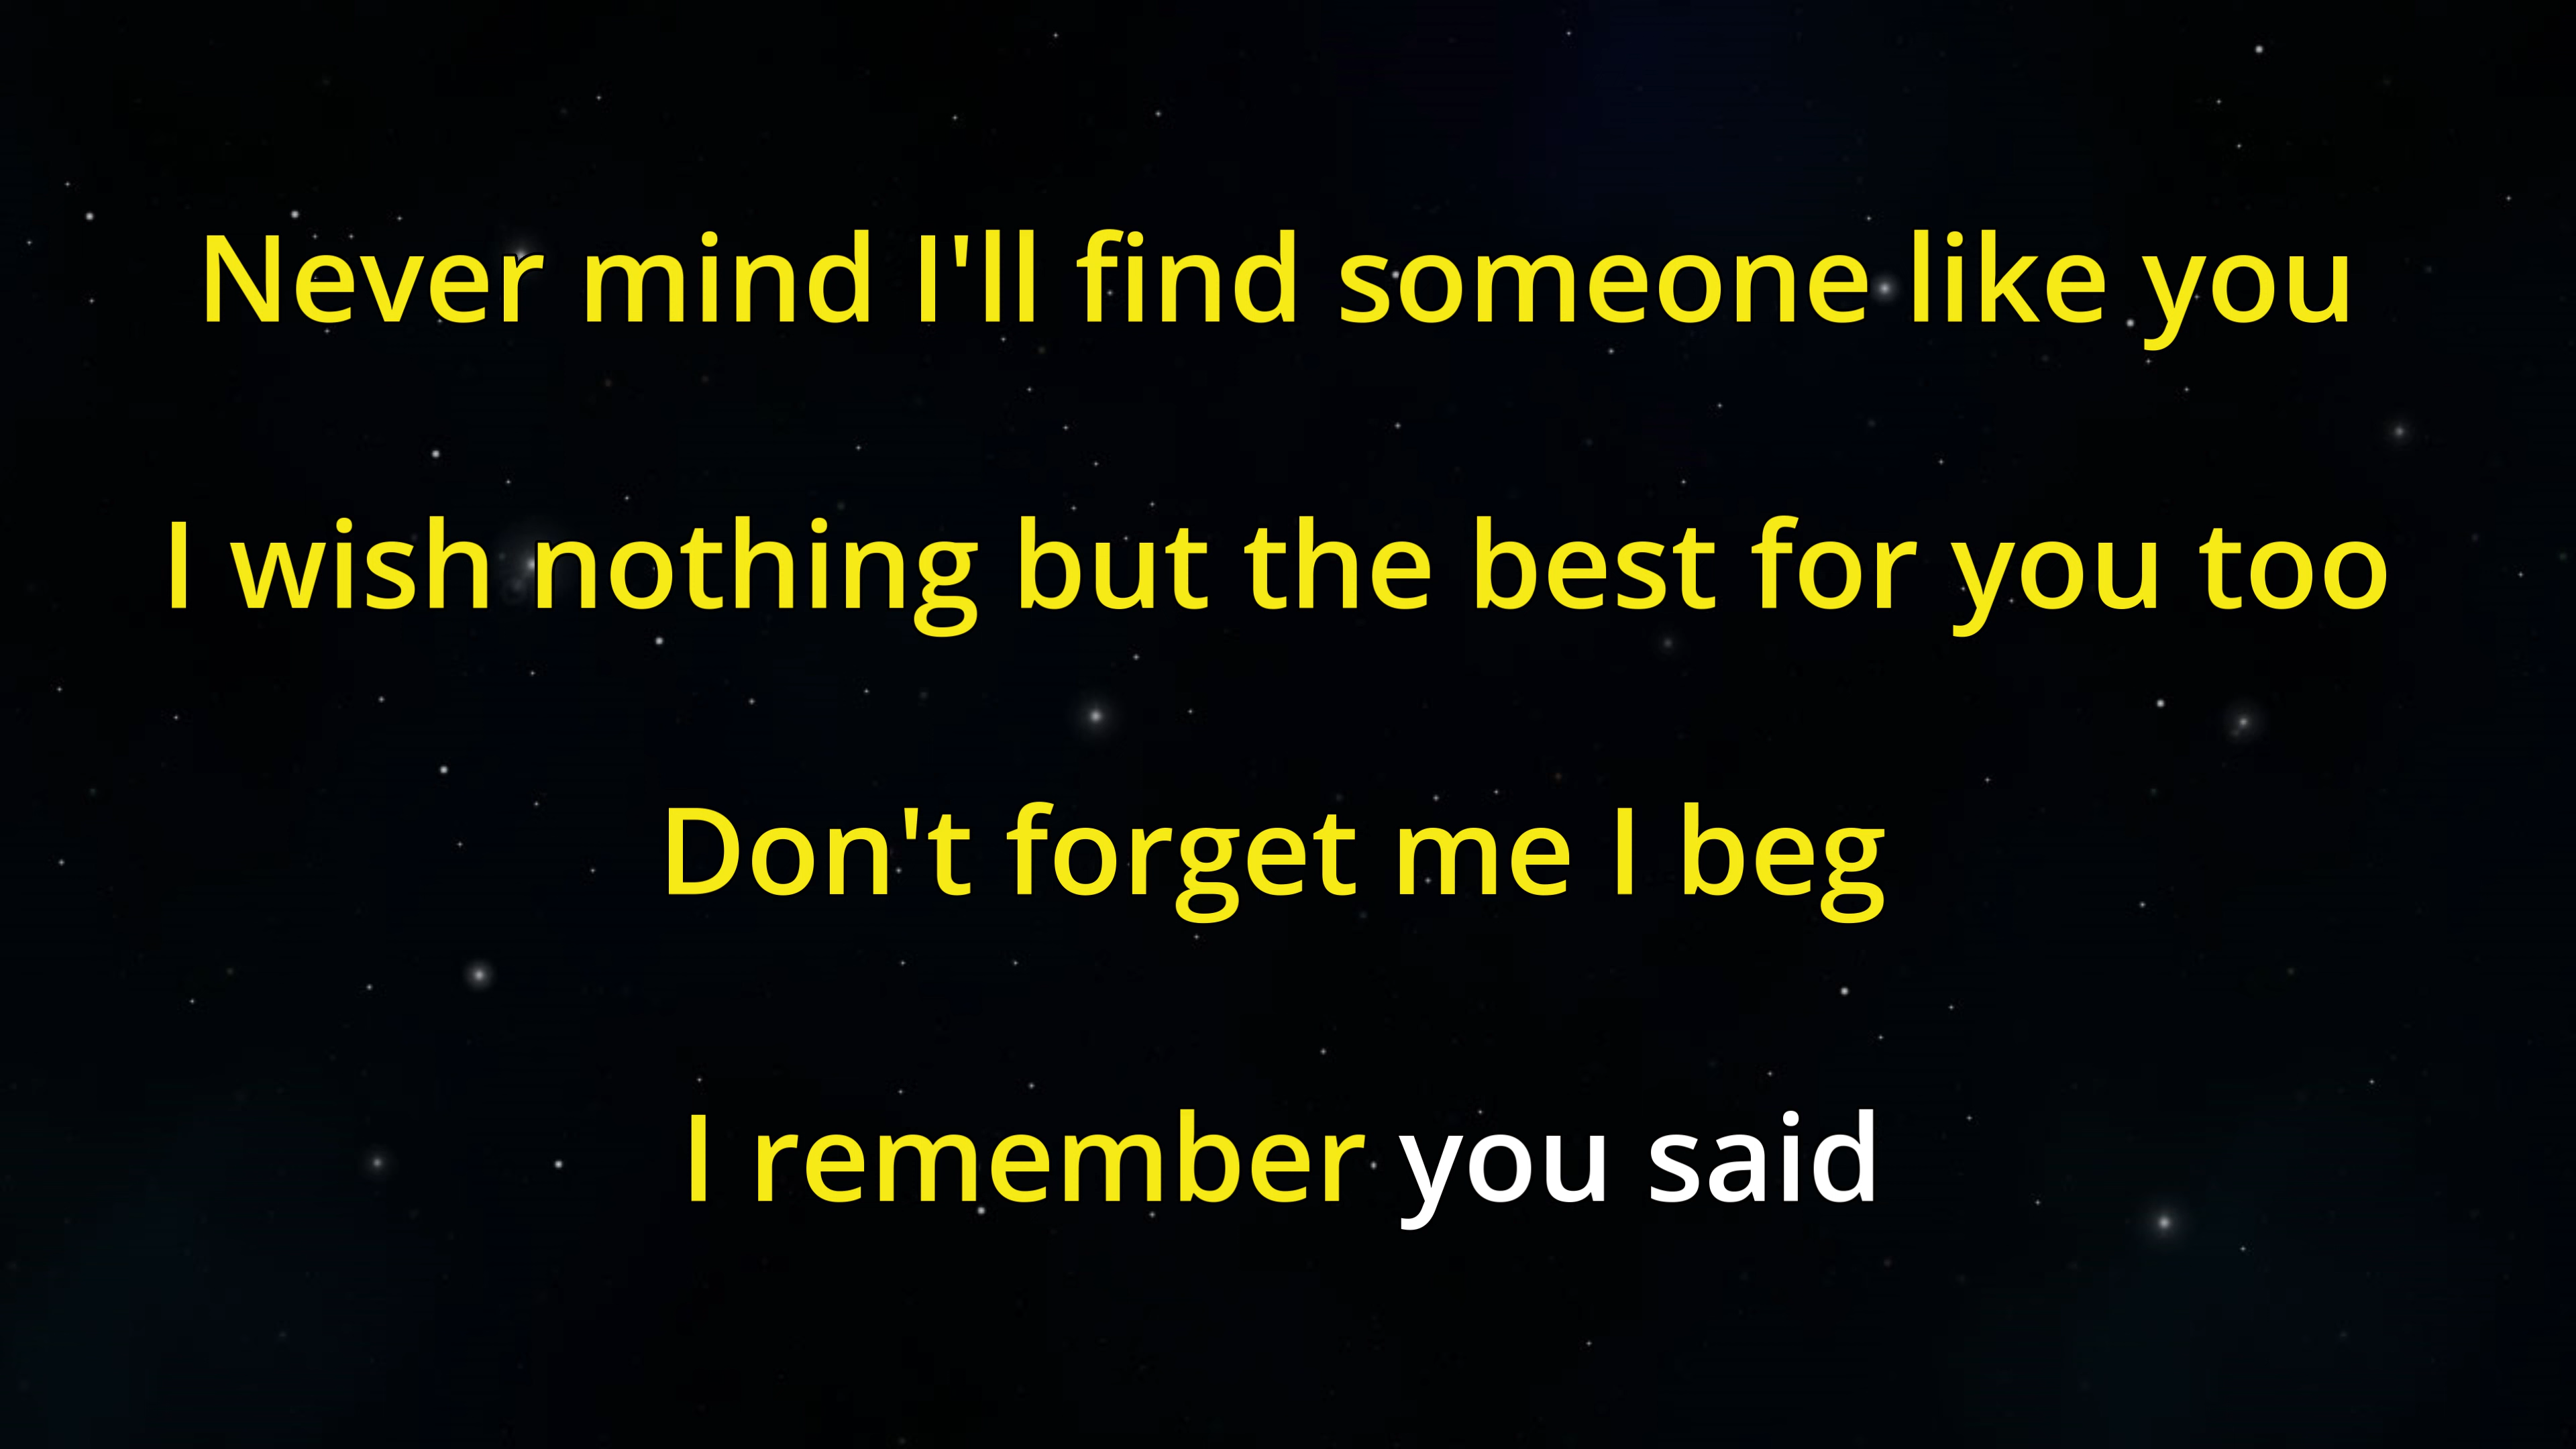 Never mind I'll find someone like you
I wish nothing but the best for you too
Don't forget me I beg
I remember you said